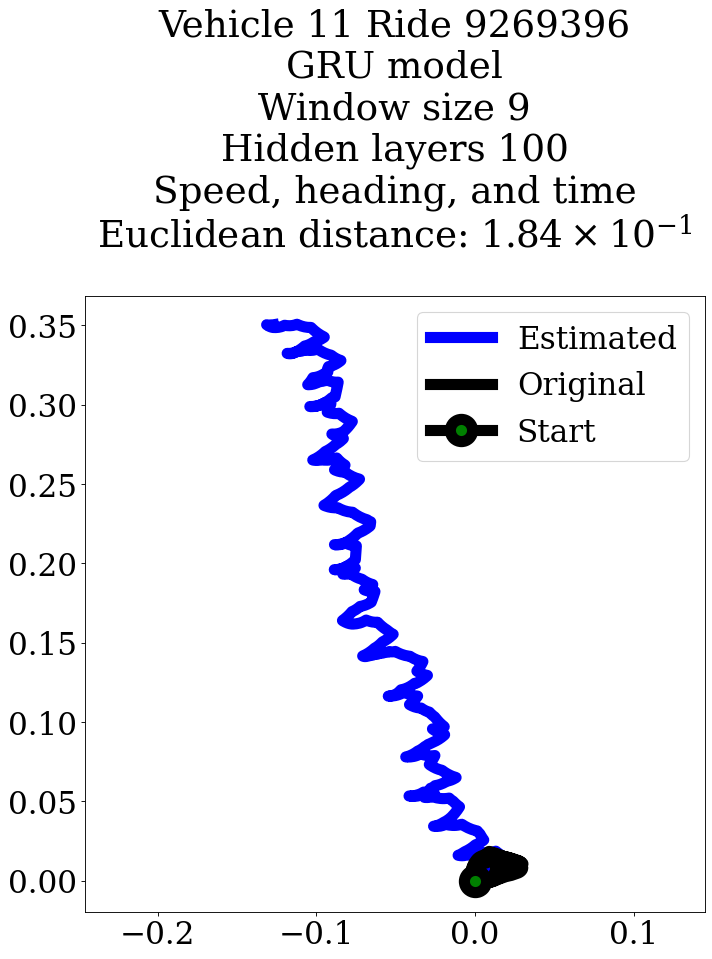 Vehicle 11 Ride 9269396
GRU model
Window size 9
Hidden layers 100
Speed, heading, and time
Euclidean distance: 1.84 × 10⁻¹
Estimated
Original
Start
0.35
0.30
0.25
0.20
0.15
0.10
0.05
0.00
−0.2 −0.1 0.0 0.1